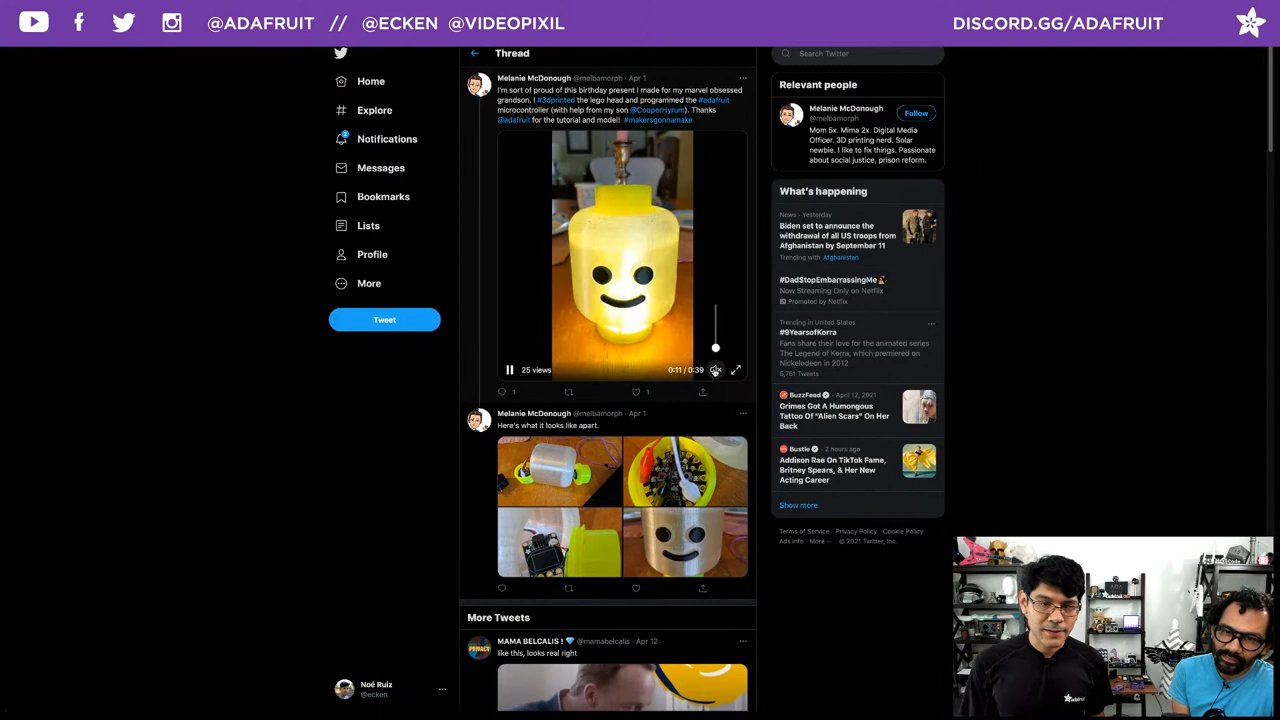 @ADAFRUIT // @ECKEN @VIDEOPIXIL
DISCORD.GG/ADAFRUIT
Home
Explore
2
Notifications
Messages
Bookmarks
Lists
Profile
More
Tweet
Noé Ruiz
@ecken
Thread
Melanie McDonough @melbamorph · Apr 1
I'm sort of proud of this birthday present I made for my marvel obsessed
grandson. I #3dprinted the lego head and programmed the #adafruit
microcontroller (with help from my son @CooperHyrum). Thanks
@adafruit for the tutorial and model! #makersgonnamake
25 views
0:11 / 0:39
1
1
Melanie McDonough @melbamorph · Apr 1
Here's what it looks like apart.
More Tweets
MAMA BELCALIS ! @mamabelcalis · Apr 12
like this, looks real right
Search Twitter
Relevant people
Melanie McDonough
@melbamorph
Follow
Mom 5x. Mima 2x. Digital Media
Officer. 3D printing nerd. Solar
newbie. I like to fix things. Passionate
about social justice, prison reform.
What's happening
News · Yesterday
Biden set to announce the
withdrawal of all US troops from
Afghanistan by September 11
Trending with Afghanistan
#DadStopEmbarrassingMe
Now Streaming Only on Netflix
Promoted by Netflix
Trending in United States
#9YearsofKorra
Fans share their love for the animated series
The Legend of Korra, which premiered on
Nickelodeon in 2012
5,751 Tweets
BuzzFeed · April 12, 2021
Grimes Got A Humongous
Tattoo Of "Alien Scars" On Her
Back
Bustle · 2 hours ago
Addison Rae On TikTok Fame,
Britney Spears, & Her New
Acting Career
Show more
Terms of Service Privacy Policy Cookie Policy
Ads info More ··· © 2021 Twitter, Inc.
adafruit